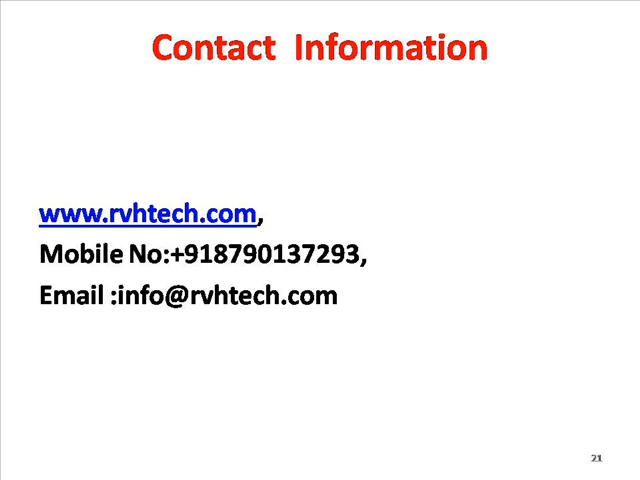 Contact Information
www.rvhtech.com,
Mobile No:+918790137293,
Email :info@rvhtech.com
21